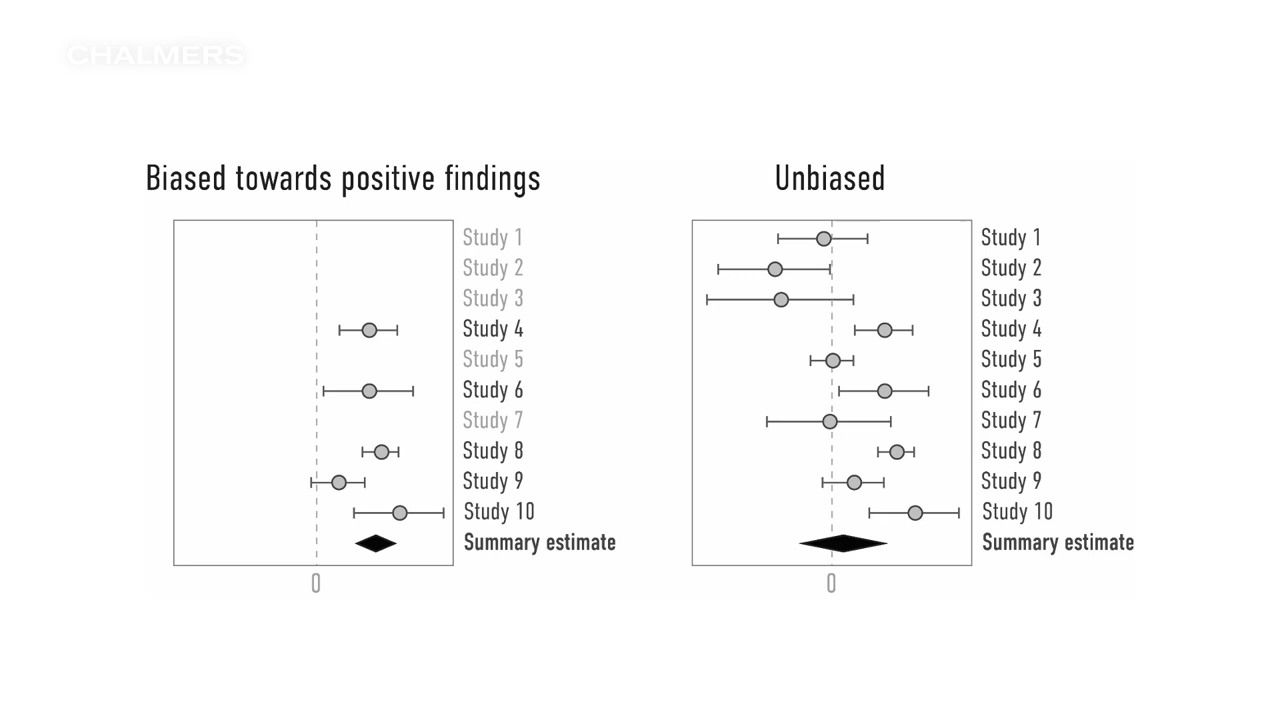 CHALMERS
Biased towards positive findings
Study 1
Study 2
Study 3
Study 4
Study 5
Study 6
Study 7
Study 8
Study 9
Study 10
Summary estimate
0
Unbiased
Study 1
Study 2
Study 3
Study 4
Study 5
Study 6
Study 7
Study 8
Study 9
Study 10
Summary estimate
0